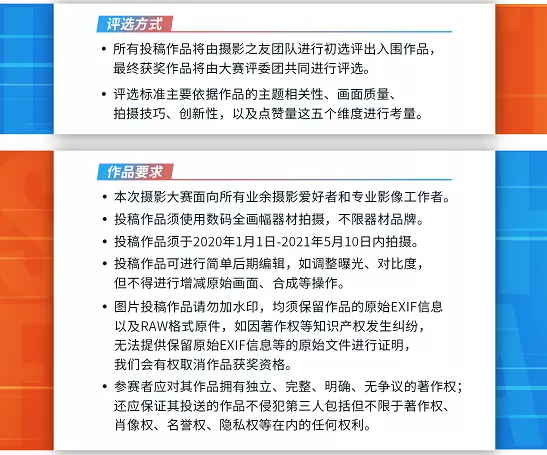 评选方式
• 所有投稿作品将由摄影之友团队进行初选评出入围作品，
最终获奖作品将由大赛评委团共同进行评选。
• 评选标准主要依据作品的主题相关性、画面质量、
拍摄技巧、创新性，以及点赞量这五个维度进行考量。
作品要求
• 本次摄影大赛面向所有业余摄影爱好者和专业影像工作者。
• 投稿作品须使用数码全画幅器材拍摄，不限器材品牌。
• 投稿作品须于2020年1月1日-2021年5月10日内拍摄。
• 投稿作品可进行简单后期编辑，如调整曝光、对比度，
但不得进行增减原始画面、合成等操作。
• 图片投稿作品请勿加水印，均须保留作品的原始EXIF信息
以及RAW格式原件，如因著作权等知识产权发生纠纷，
无法提供保留原始EXIF信息等的原始文件进行证明，
我们会有权取消作品获奖资格。
• 参赛者应对其作品拥有独立、完整、明确、无争议的著作权；
还应保证其投送的作品不侵犯第三人包括但不限于著作权、
肖像权、名誉权、隐私权等在内的任何权利。